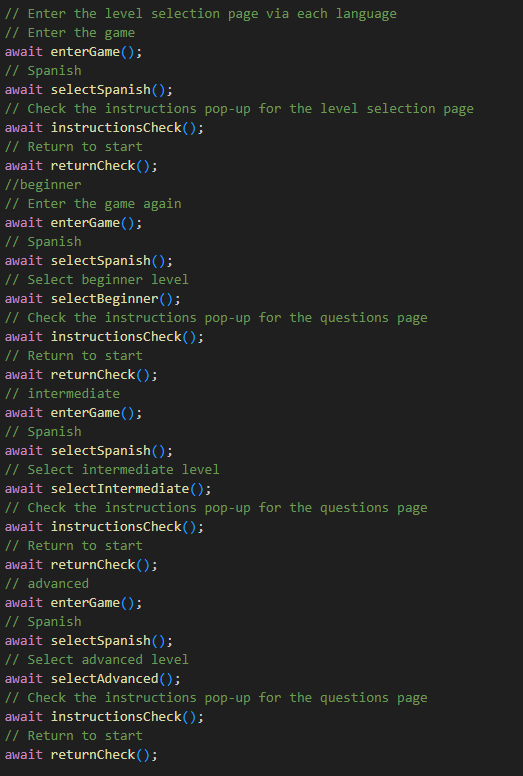 // Enter the level selection page via each language
// Enter the game
await enterGame();
// Spanish
await selectSpanish();
// Check the instructions pop-up for the level selection page
await instructionsCheck();
// Return to start
await returnCheck();
//beginner
// Enter the game again
await enterGame();
// Spanish
await selectSpanish();
// Select beginner level
await selectBeginner();
// Check the instructions pop-up for the questions page
await instructionsCheck();
// Return to start
await returnCheck();
// intermediate
await enterGame();
// Spanish
await selectSpanish();
// Select intermediate level
await selectIntermediate();
// Check the instructions pop-up for the questions page
await instructionsCheck();
// Return to start
await returnCheck();
// advanced
await enterGame();
// Spanish
await selectSpanish();
// Select advanced level
await selectAdvanced();
// Check the instructions pop-up for the questions page
await instructionsCheck();
// Return to start
await returnCheck();